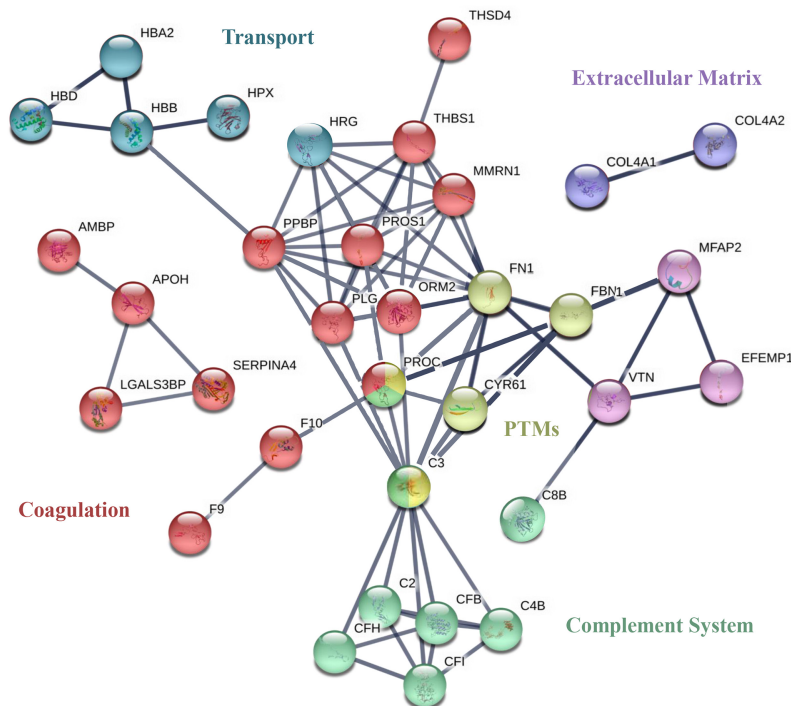 THSD4
HBA2
Transport
Extracellular Matrix
HBD
HBB
HPX
HRG
THBS1
COL4A2
COL4A1
MMRN1
AMBP
PPBP
PROS1
MFAP2
APOH
FN1
PLG
ORM2
FBN1
SERPINA4
PROC
EFEMP1
LGALS3BP
CYR61
VTN
F10
PTMs
C3
Coagulation
F9
C8B
C2
CFB
C4B
CFH
Complement System
CFI